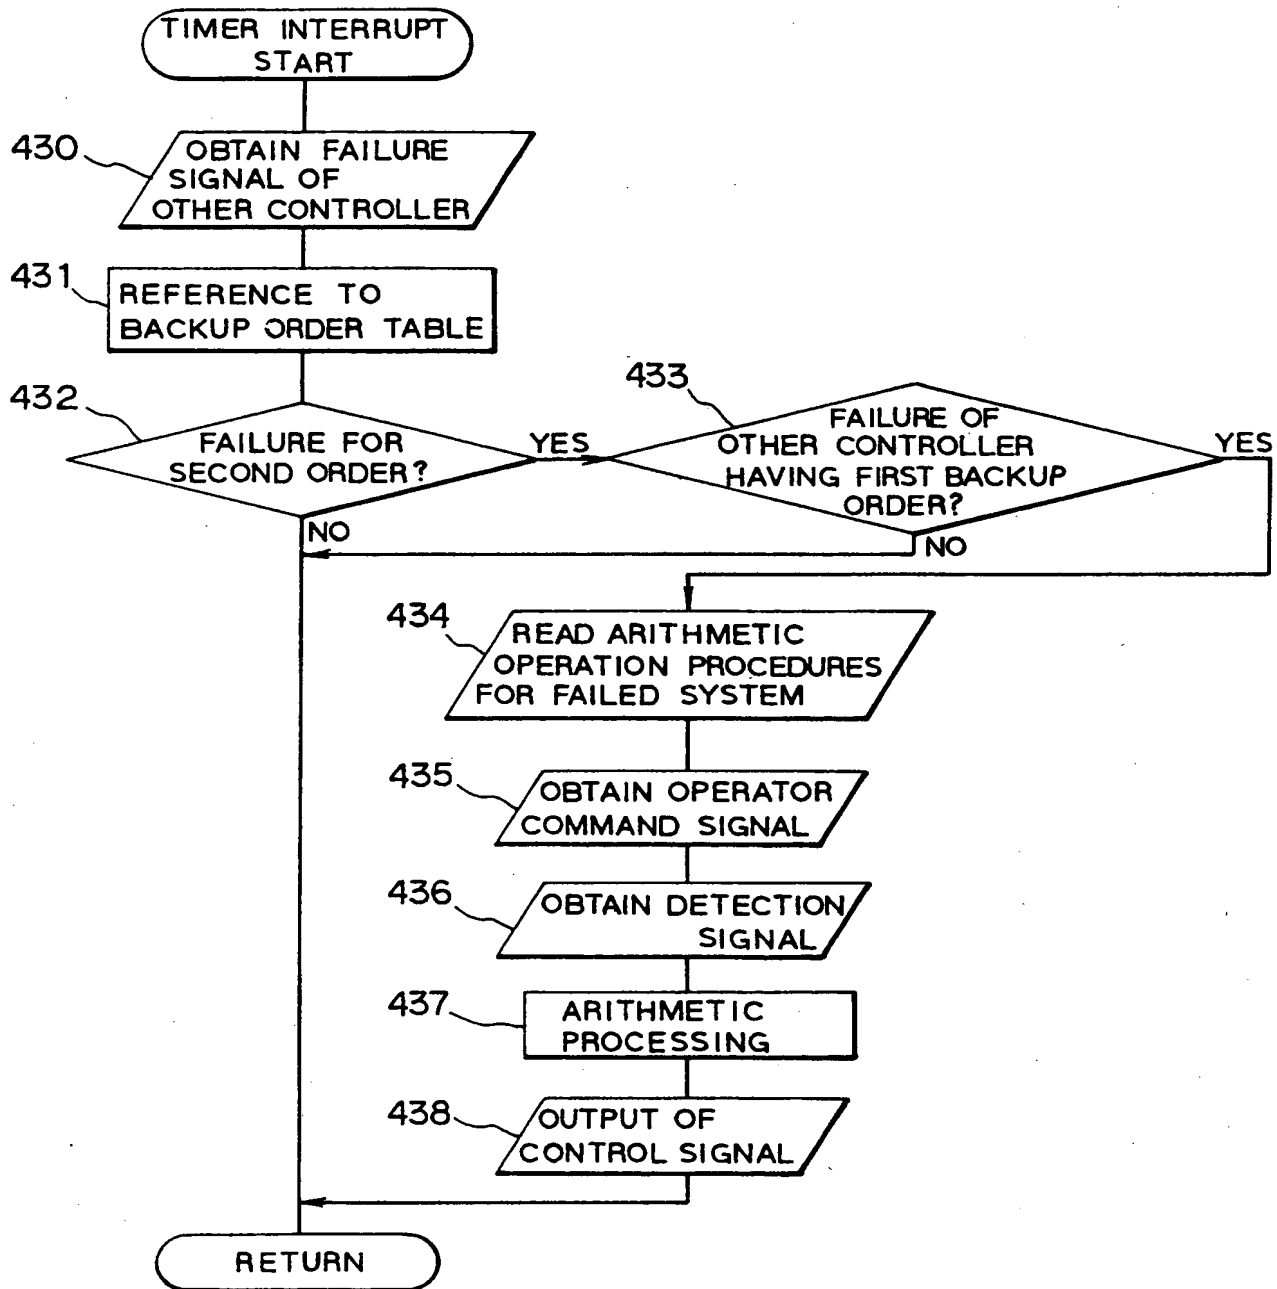 TIMER INTERRUPT
START
430
OBTAIN FAILURE
SIGNAL OF
OTHER CONTROLLER
431
REFERENCE TO
BACKUP ORDER TABLE
432
FAILURE FOR
SECOND ORDER?
YES
NO
433
FAILURE OF
OTHER CONTROLLER
HAVING FIRST BACKUP
ORDER?
YES
NO
434
READ ARITHMETIC
OPERATION PROCEDURES
FOR FAILED SYSTEM
435
OBTAIN OPERATOR
COMMAND SIGNAL
436
OBTAIN DETECTION
SIGNAL
437
ARITHMETIC
PROCESSING
438
OUTPUT OF
CONTROL SIGNAL
RETURN